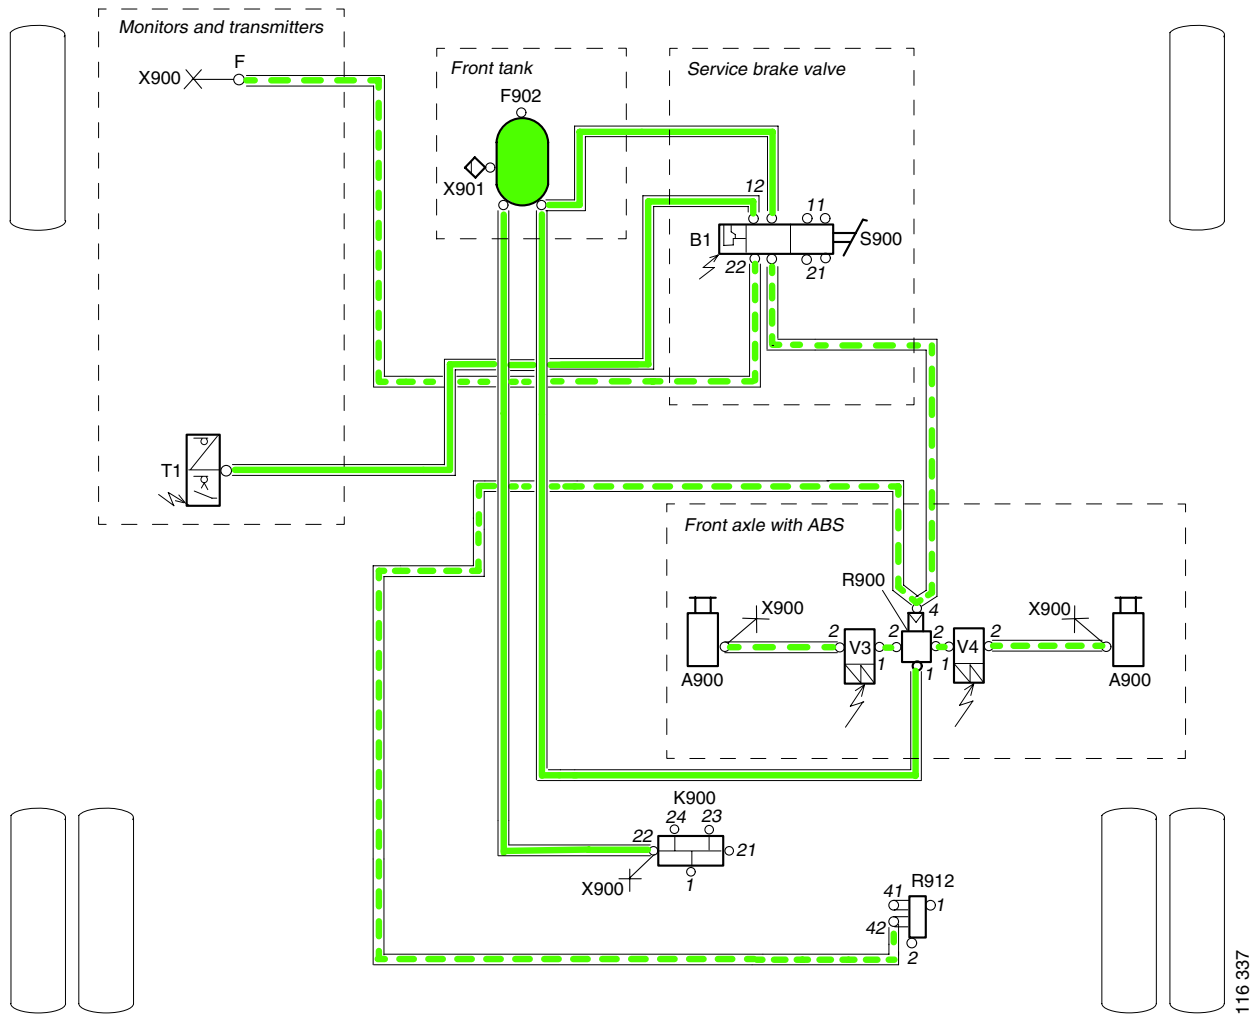 Monitors and transmitters
F
X900
Front tank
F902
X901
Service brake valve
12
11
B1
S900
22
21
T1
p
p
Front axle with ABS
R900
4
X900
X900
2
2
2
2
V3
V4
1
1
1
A900
A900
K900
24
23
22
21
X900
1
R912
41
1
42
2
116 337